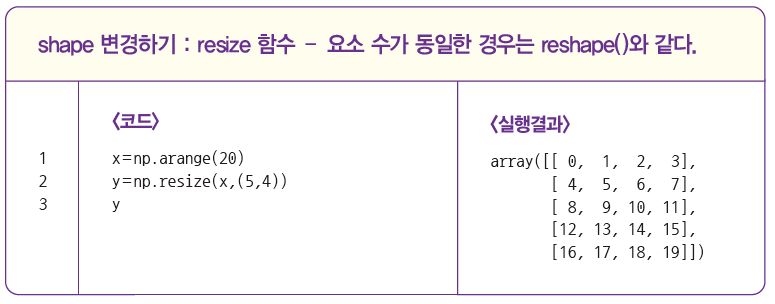 shape 변경하기 : resize 함수 – 요소 수가 동일한 경우는 reshape()와 같다.
<코드>
1 x=np.arange(20)
2 y=np.resize(x,(5,4))
3 y
<실행결과>
array([[ 0,  1,  2,  3],
       [ 4,  5,  6,  7],
       [ 8,  9, 10, 11],
       [12, 13, 14, 15],
       [16, 17, 18, 19]])